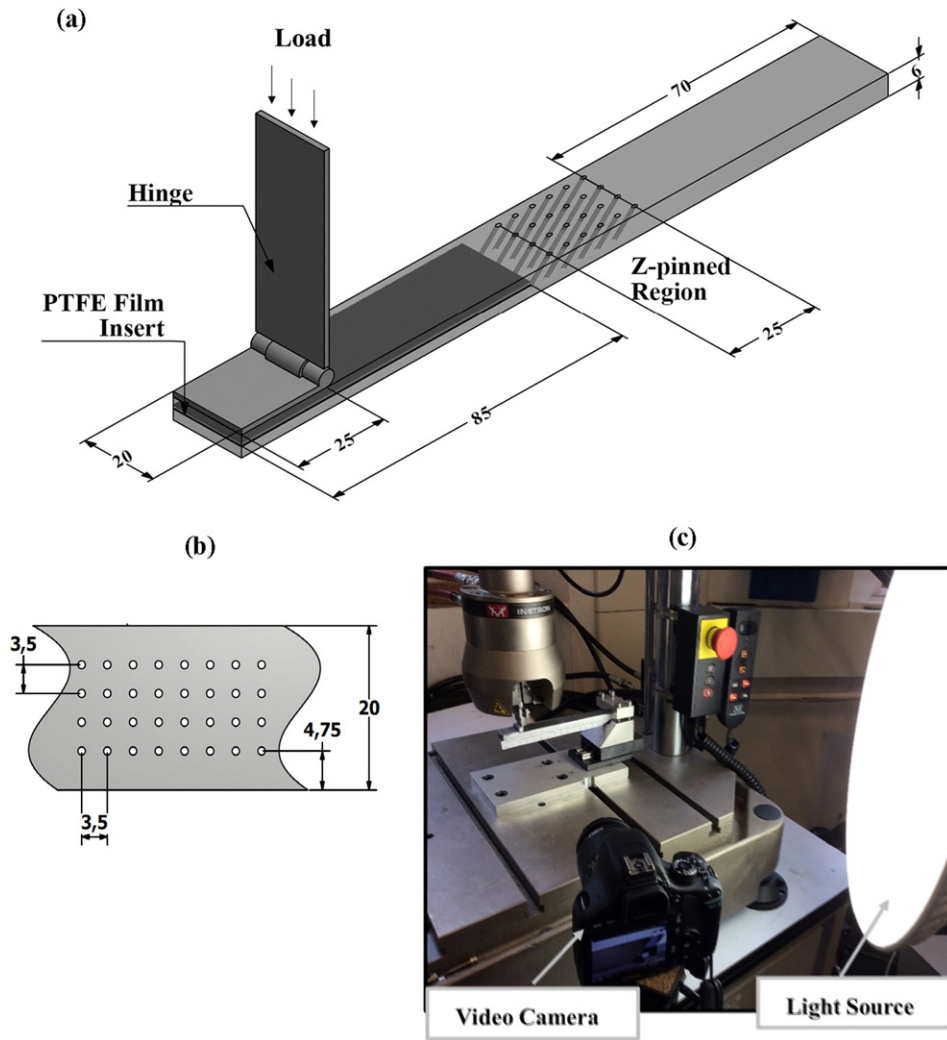 (a)
Load
70
6
Hinge
Z-pinned
Region
PTFE Film
Insert
25
85
25
20
(b)
(c)
3,5
20
4,75
3,5
INSTRON
Video Camera
Light Source